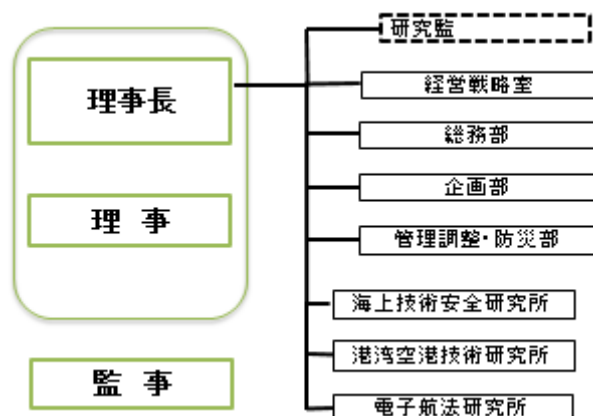 理事長
理 事
監 事
研究監
経営戦略室
総務部
企画部
管理調整・防災部
海上技術安全研究所
港湾空港技術研究所
電子航法研究所